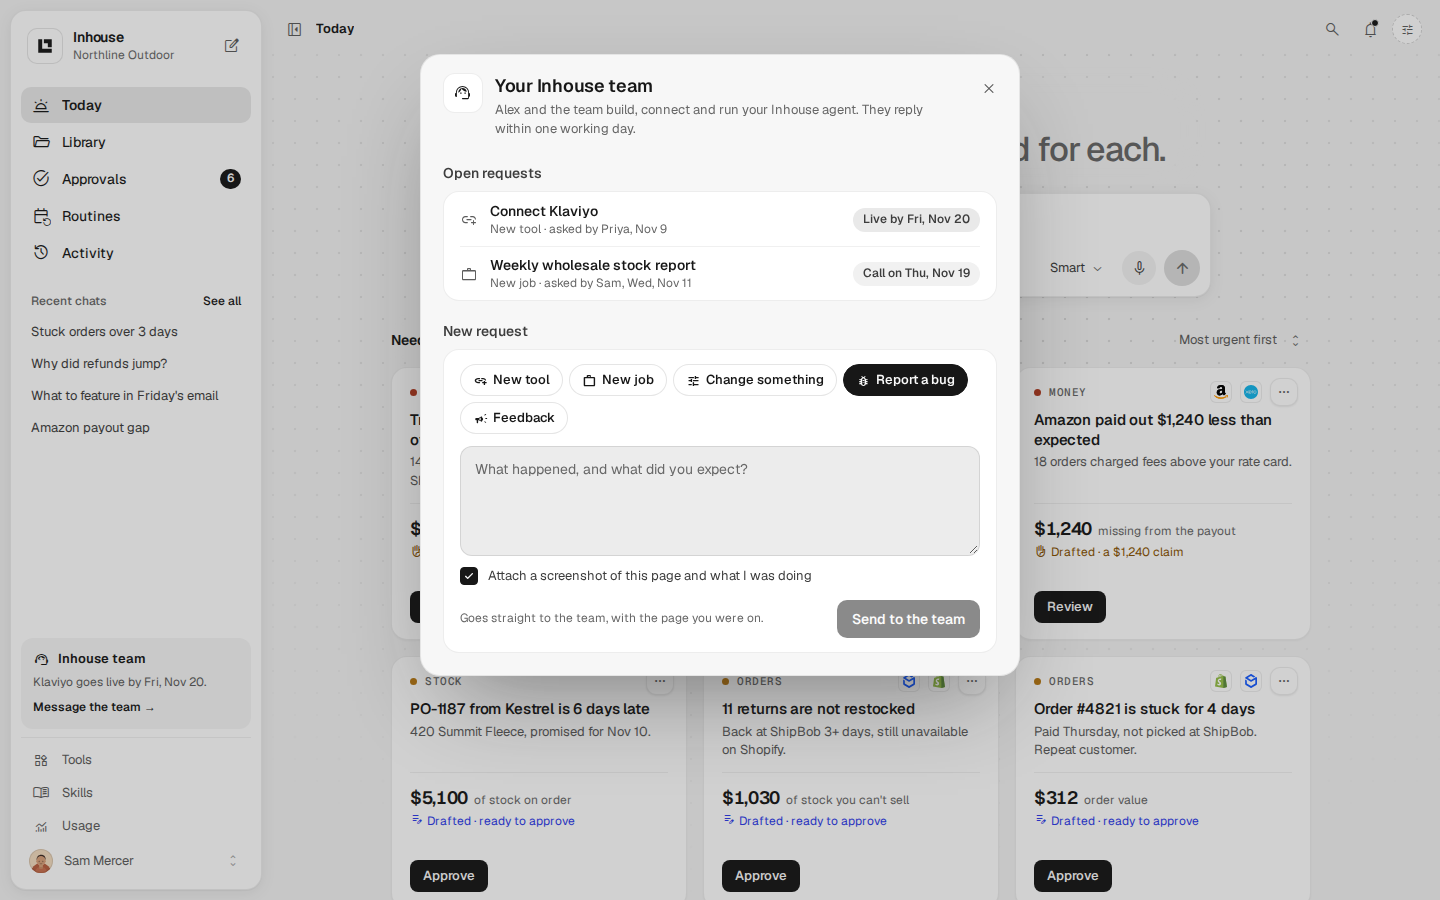 Inhouse
Northline Outdoor
Today
Library
Approvals
6
Routines
Activity
Recent chats
See all
Stuck orders over 3 days
Why did refunds jump?
What to feature in Friday's email
Amazon payout gap
Inhouse team
Klaviyo goes live by Fri, Nov 20.
Message the team →
Tools
Skills
Usage
Sam Mercer
Today
d for each.
Smart
Most urgent first
Your Inhouse team
Alex and the team build, connect and run your Inhouse agent. They reply
within one working day.
Open requests
Connect Klaviyo
New tool · asked by Priya, Nov 9
Live by Fri, Nov 20
Weekly wholesale stock report
New job · asked by Sam, Wed, Nov 11
Call on Thu, Nov 19
New request
New tool
New job
Change something
Report a bug
Feedback
What happened, and what did you expect?
Attach a screenshot of this page and what I was doing
Goes straight to the team, with the page you were on.
Send to the team
MONEY
Amazon paid out $1,240 less than
expected
18 orders charged fees above your rate card.
$1,240 missing from the payout
Drafted · a $1,240 claim
Review
STOCK
PO-1187 from Kestrel is 6 days late
420 Summit Fleece, promised for Nov 10.
$5,100 of stock on order
Drafted · ready to approve
Approve
ORDERS
11 returns are not restocked
Back at ShipBob 3+ days, still unavailable
on Shopify.
$1,030 of stock you can't sell
Drafted · ready to approve
Approve
ORDERS
Order #4821 is stuck for 4 days
Paid Thursday, not picked at ShipBob.
Repeat customer.
$312 order value
Drafted · ready to approve
Approve